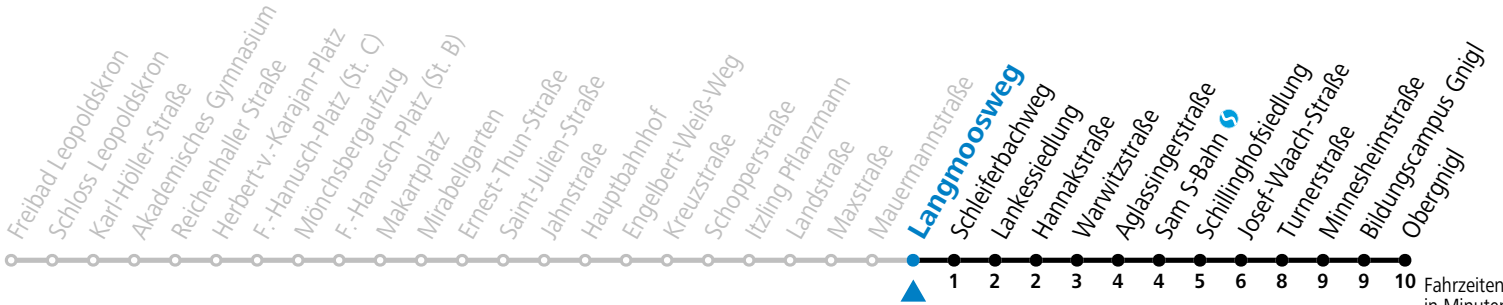 Freibad Leopoldskron
Schloss Leopoldskron
Karl-Höller-Straße
Akademisches Gymnasium
Reichenhaller Straße
Herbert-v.-Karajan-Platz
F.-Hanusch-Platz (St. C)
Mönchsbergaufzug
F.-Hanusch-Platz (St. B)
Makartplatz
Mirabellgarten
Ernest-Thun-Straße
Saint-Julien-Straße
Jahnstraße
Hauptbahnhof
Engelbert-Weiß-Weg
Kreuzstraße
Schopperstraße
Itzling Pflanzmann
Landstraße
Maxstraße
Mauermannstraße
Langmoosweg
Schleiferbachweg
Lankessiedlung
Hannakstraße
Warwitzstraße
Aglassingerstraße
Sam S-Bahn
Schillinghofsiedlung
Josef-Waach-Straße
Turnerstraße
Minnesheimstraße
Bildungscampus Gnigl
Obergnigl
1 2 2 3 4 4 5 6 8 9 9 10 Fahrzeiten
in Minuten